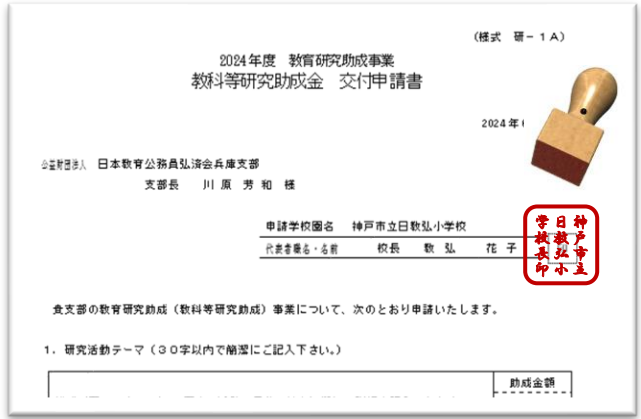 （様式　研－１Ａ）
2024年度　教育研究助成事業
教科等研究助成金　交付申請書
2024年
公益財団法人　日本教育公務員弘済会兵庫支部
支部長　川原芳和　様
申請学校園名　神戸市立日教弘小学校
代表者職名・名前　校長　教弘　花子
神戸市立
日教弘小
学校長印
貴支部の教育研究助成（教科等研究助成）事業について、次のとおり申請いたします。
１．研究活動テーマ（３０字以内で簡潔にご記入下さい。）
助成金額